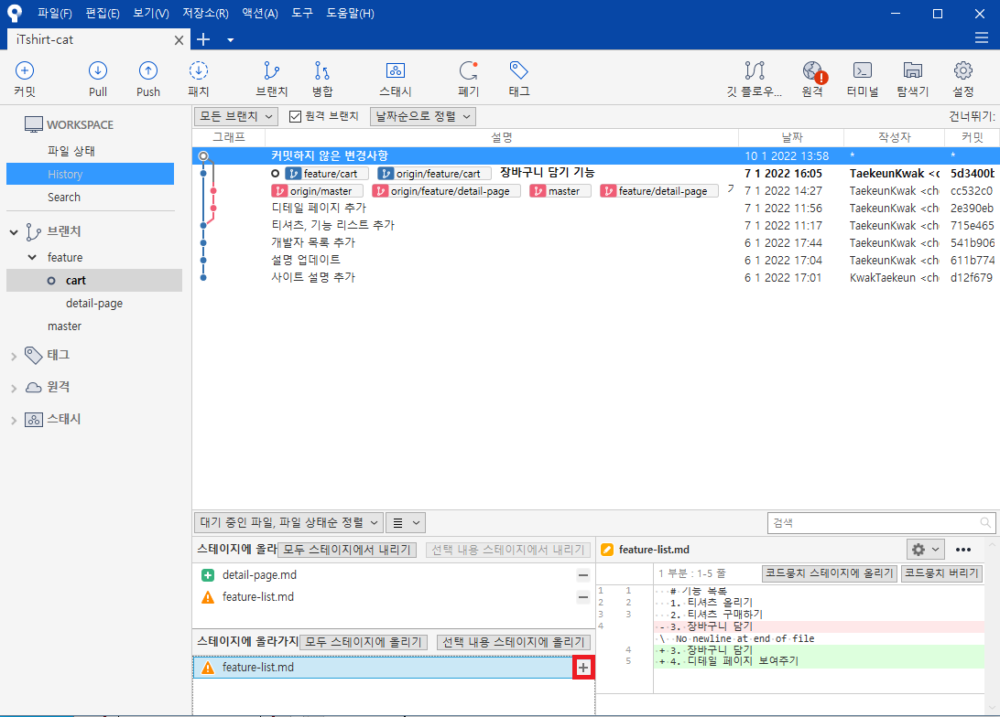 파일(F) 편집(E) 보기(V) 저장소(R) 액션(A) 도구 도움말(H)
iTshirt-cat
커밋 Pull Push 패치 브랜치 병합 스태시 폐기 태그 깃 플로우... 원격 터미널 탐색기 설정
WORKSPACE
파일 상태
History
Search
브랜치
feature
cart
detail-page
master
태그
원격
스태시
모든 브랜치 원격 브랜치 날짜순으로 정렬 건너뛰기:
그래프 설명 날짜 작성자 커밋
커밋하지 않은 변경사항 10 1 2022 13:58 * *
feature/cart origin/feature/cart 장바구니 담기 기능 7 1 2022 16:05 TaekeunKwak <c 5d3400b
origin/master origin/feature/detail-page master feature/detail-page 7 1 2022 14:27 TaekeunKwak <ch cc532c0
디테일 페이지 추가 7 1 2022 11:56 TaekeunKwak <ch 2e390eb
티셔츠, 기능 리스트 추가 7 1 2022 11:17 TaekeunKwak <ch 715e465
개발자 목록 추가 6 1 2022 17:44 TaekeunKwak <ch 541b906
설명 업데이트 6 1 2022 17:04 TaekeunKwak <ch 611b774
사이트 설명 추가 6 1 2022 17:01 KwakTaekeun <ch d12f679
대기 중인 파일, 파일 상태순 정렬 검색
스테이지에 올라 모두 스테이지에서 내리기 선택 내용 스테이지에서 내리기
detail-page.md
feature-list.md
스테이지에 올라가지 모두 스테이지에 올리기 선택 내용 스테이지에 올리기
feature-list.md
feature-list.md
1 부분 : 1-5 줄 코드뭉치 스테이지에 올리기 코드뭉치 버리기
1 1 # 기능 목록
2 2 1. 티셔츠 올리기
3 3 2. 티셔츠 구매하기
4 - 3. 장바구니 담기
\ No newline at end of file
4 + 3. 장바구니 담기
5 + 4. 디테일 페이지 보여주기